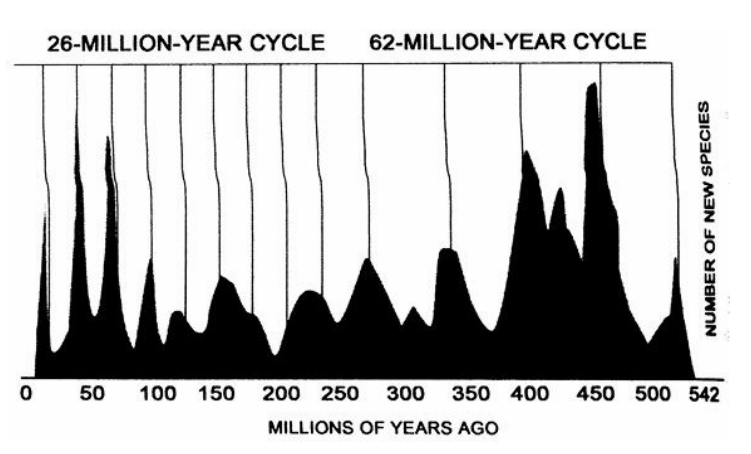 26-MILLION-YEAR CYCLE 62-MILLION-YEAR CYCLE
NUMBER OF NEW SPECIES
0 50 100 150 200 250 300 350 400 450 500 542
MILLIONS OF YEARS AGO